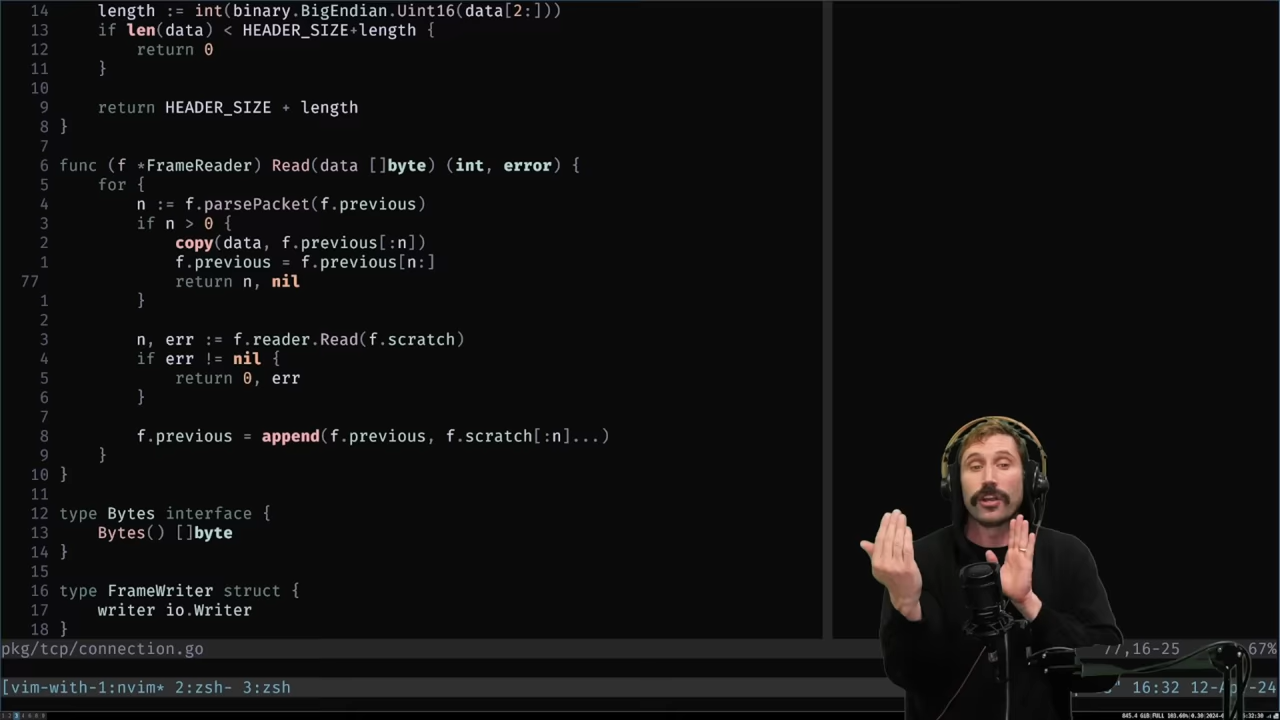 14 length := int(binary.BigEndian.Uint16(data[2:]))
13 if len(data) < HEADER_SIZE+length {
12 return 0
11 }
10
9 return HEADER_SIZE + length
8 }
7
6 func (f *FrameReader) Read(data []byte) (int, error) {
5 for {
4 n := f.parsePacket(f.previous)
3 if n > 0 {
2 copy(data, f.previous[:n])
1 f.previous = f.previous[n:]
77 return n, nil
1 }
2
3 n, err := f.reader.Read(f.scratch)
4 if err != nil {
5 return 0, err
6 }
7
8 f.previous = append(f.previous, f.scratch[:n]...)
9 }
10 }
11
12 type Bytes interface {
13 Bytes() []byte
14 }
15
16 type FrameWriter struct {
17 writer io.Writer
18 }
pkg/tcp/connection.go 77,16-25 67%
[vim-with-1:nvim* 2:zsh- 3:zsh 16:32